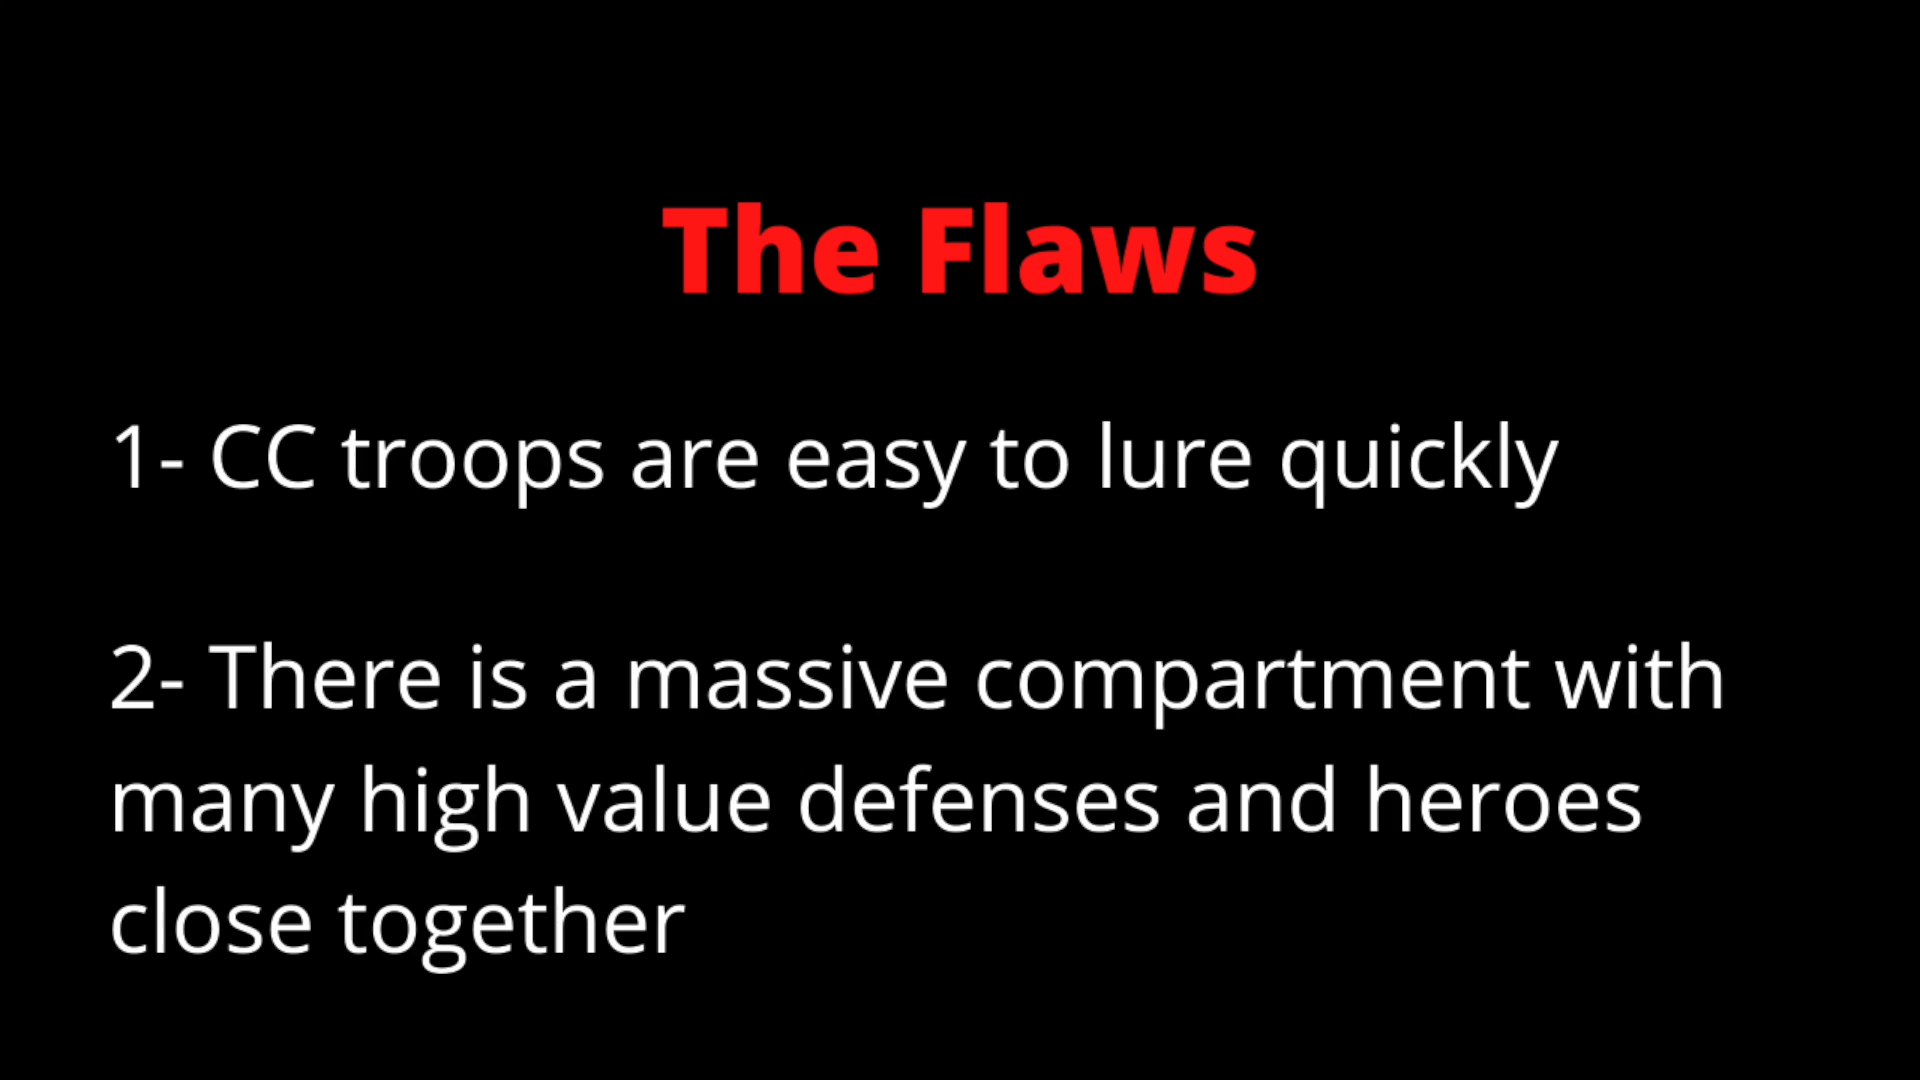 The Flaws
1- CC troops are easy to lure quickly
2- There is a massive compartment with
many high value defenses and heroes
close together